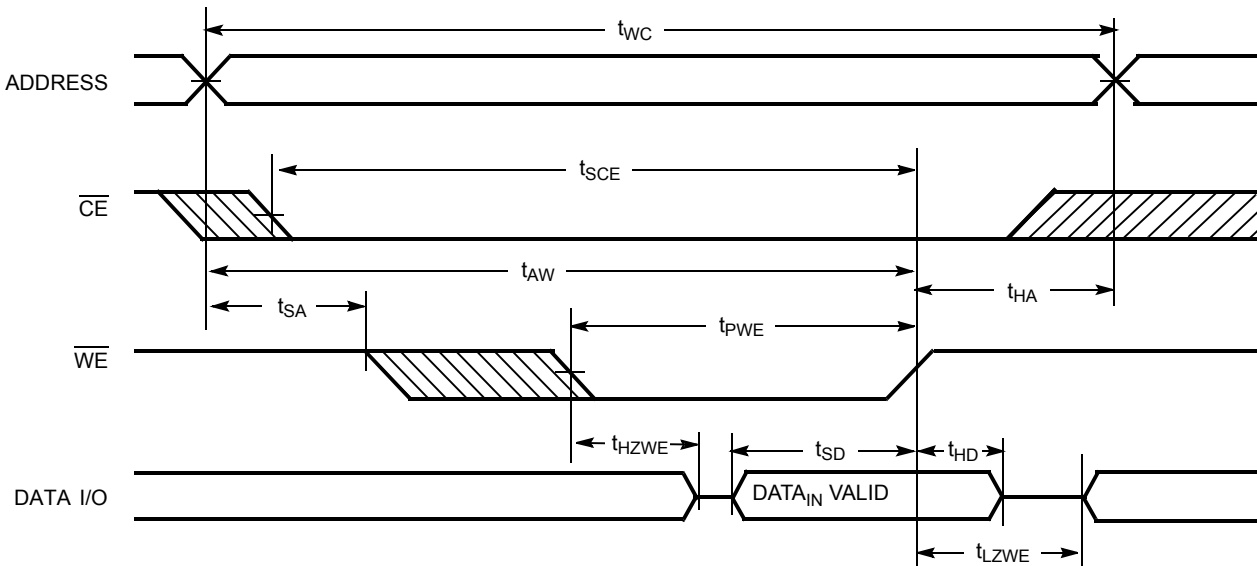 tWC
ADDRESS
tSCE
CE
tAW
tSA
tHA
tPWE
WE
tHZWE
tSD
tHD
DATA I/O
DATAIN VALID
tLZWE